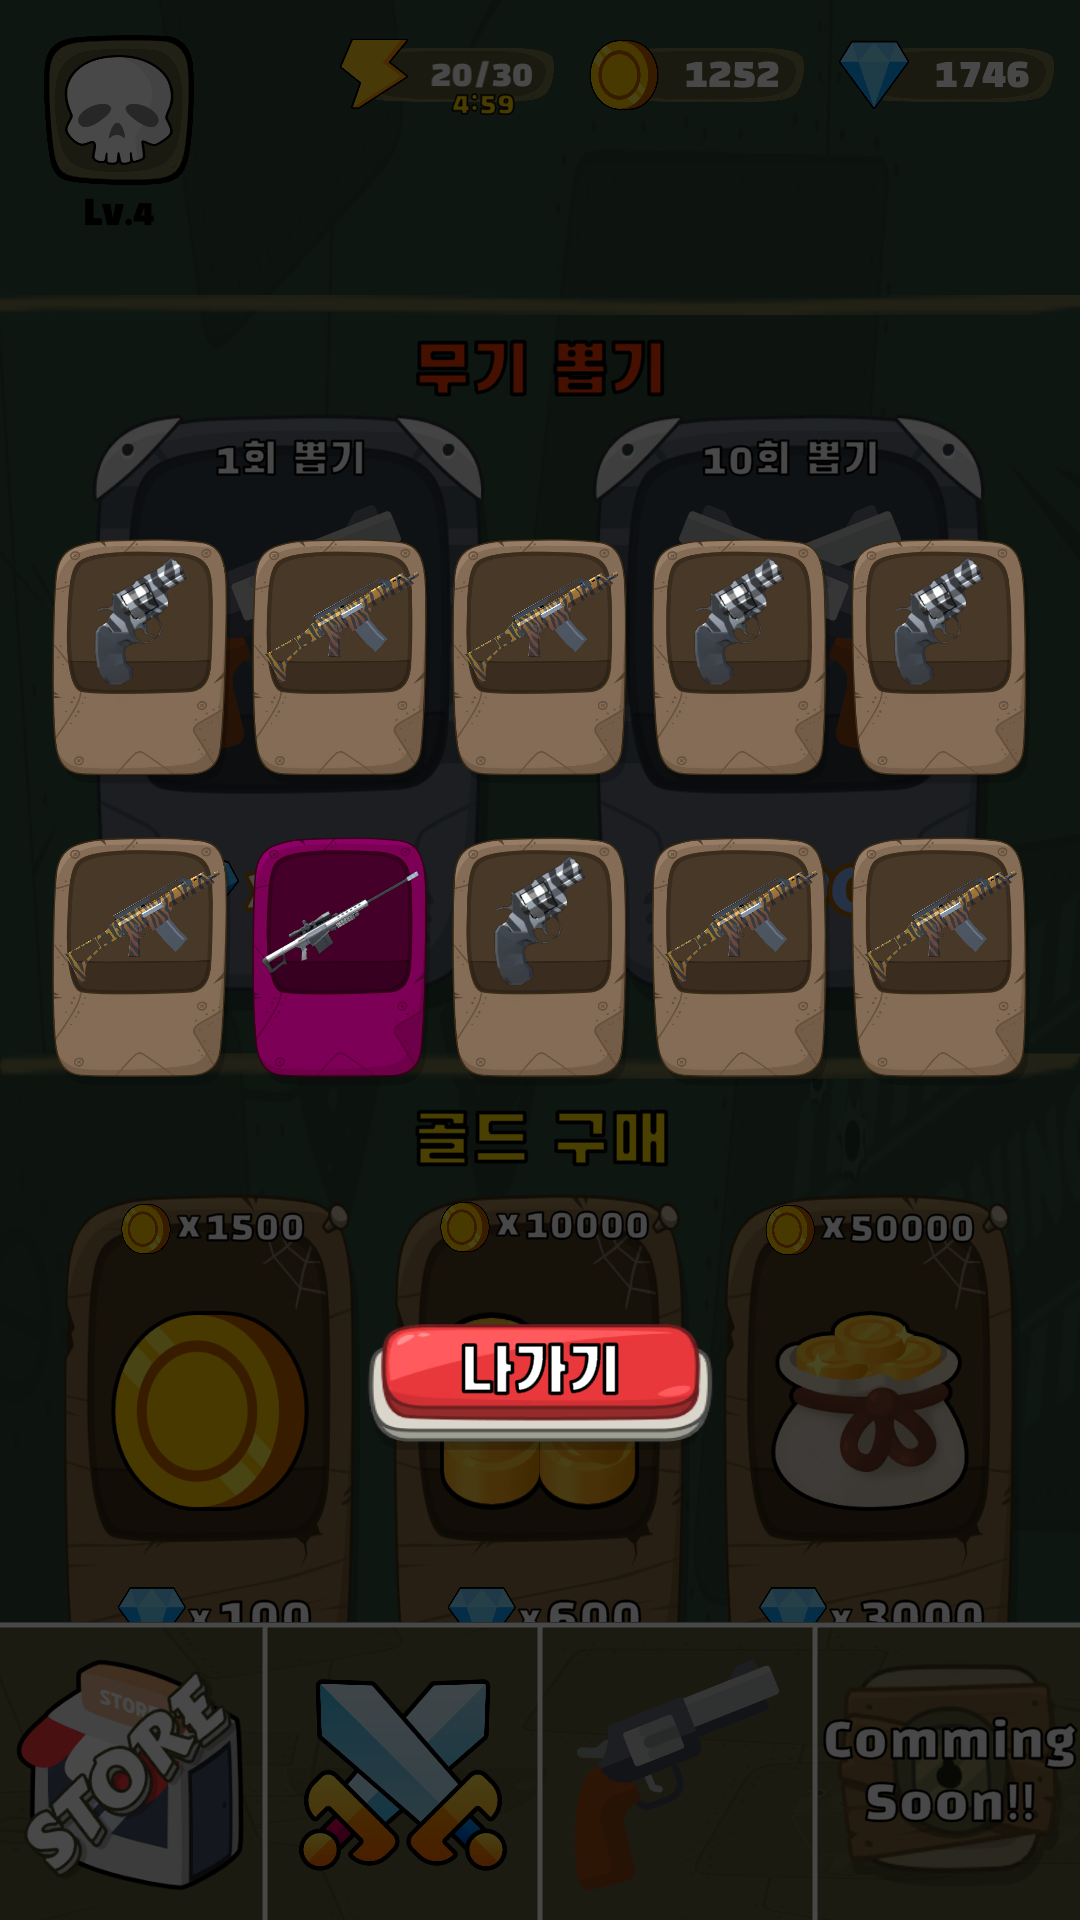 20/30
4:59
1252
1746
Lv.4
무기 뽑기
1회 뽑기
10회 뽑기
골드 구매
x1500
x10000
x50000
나가기
x100
x600
x3000
STORE
STORE
Comming
Soon!!